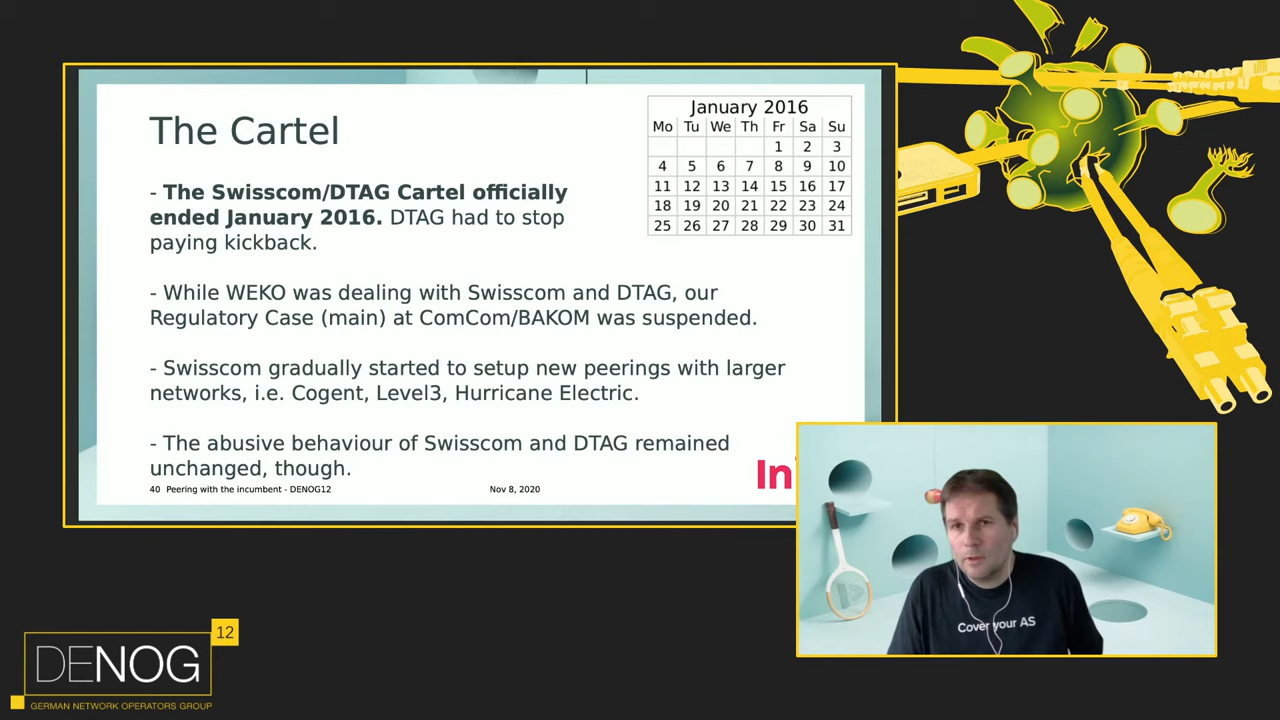 The Cartel
- The Swisscom/DTAG Cartel officially
ended January 2016. DTAG had to stop
paying kickback.
- While WEKO was dealing with Swisscom and DTAG, our
Regulatory Case (main) at ComCom/BAKOM was suspended.
- Swisscom gradually started to setup new peerings with larger
networks, i.e. Cogent, Level3, Hurricane Electric.
- The abusive behaviour of Swisscom and DTAG remained
unchanged, though.
40 Peering with the incumbent - DENOG12
Nov 8, 2020
January 2016
Mo Tu We Th Fr Sa Su
1 2 3
4 5 6 7 8 9 10
11 12 13 14 15 16 17
18 19 20 21 22 23 24
25 26 27 28 29 30 31
In
Cover your AS
12
DENOG
GERMAN NETWORK OPERATORS GROUP